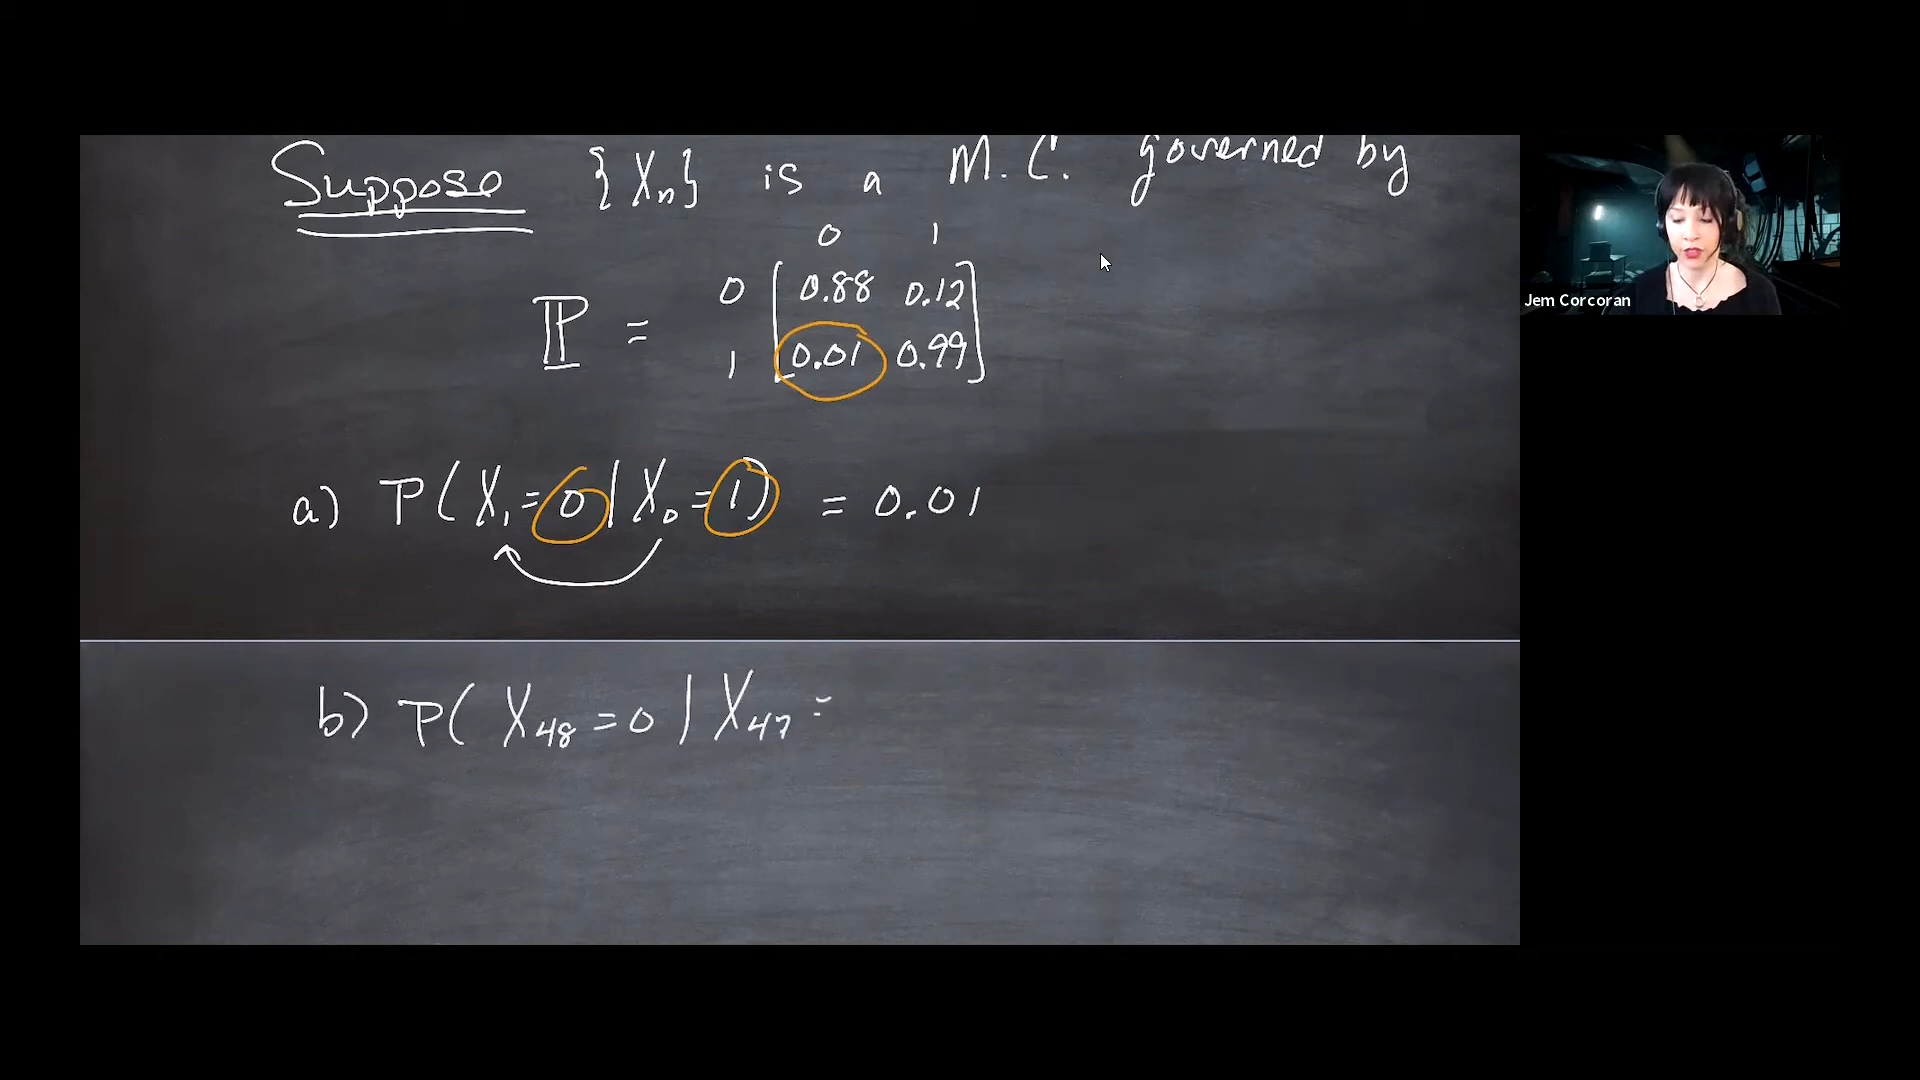 Suppose {Xn} is a M.C. governed by
0 1
ℙ = 0 [0.88 0.12
1 0.01 0.99]
Jem Corcoran
a) P(X₁=0|X₀=1) = 0.01
b) P(X₄₈=0|X₄₇=